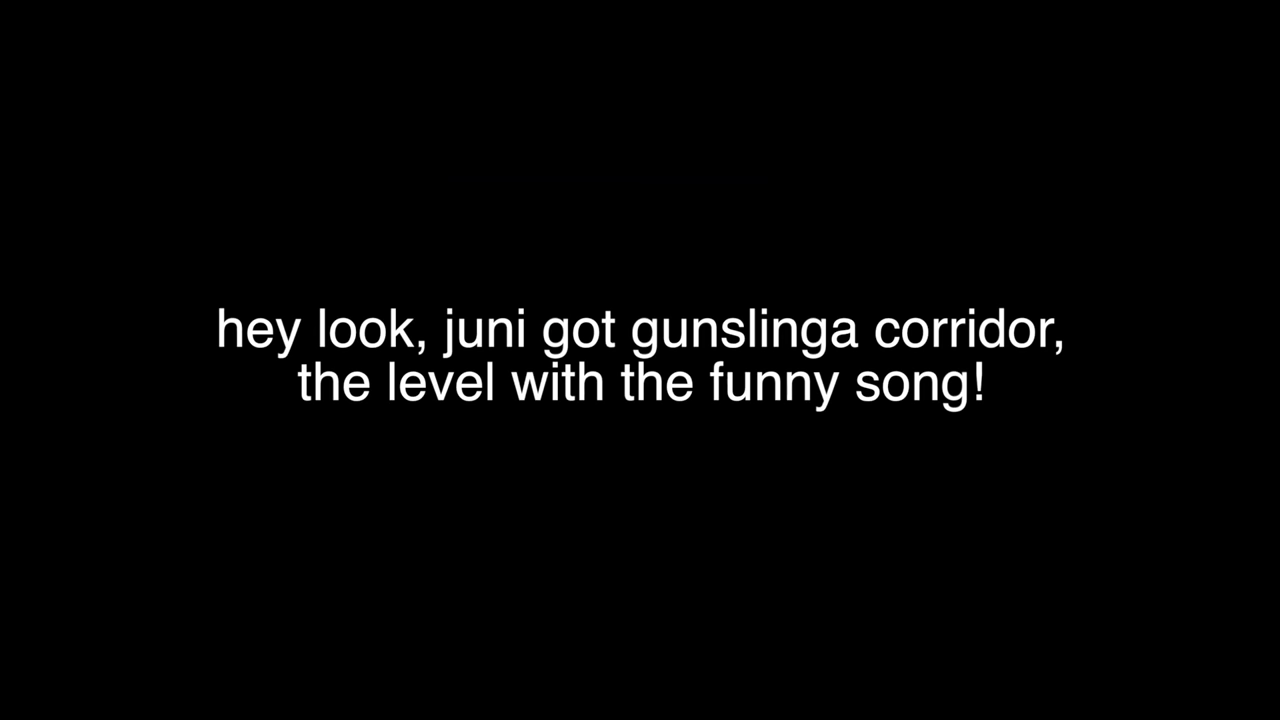 hey look, juni got gunslinga corridor,
the level with the funny song!